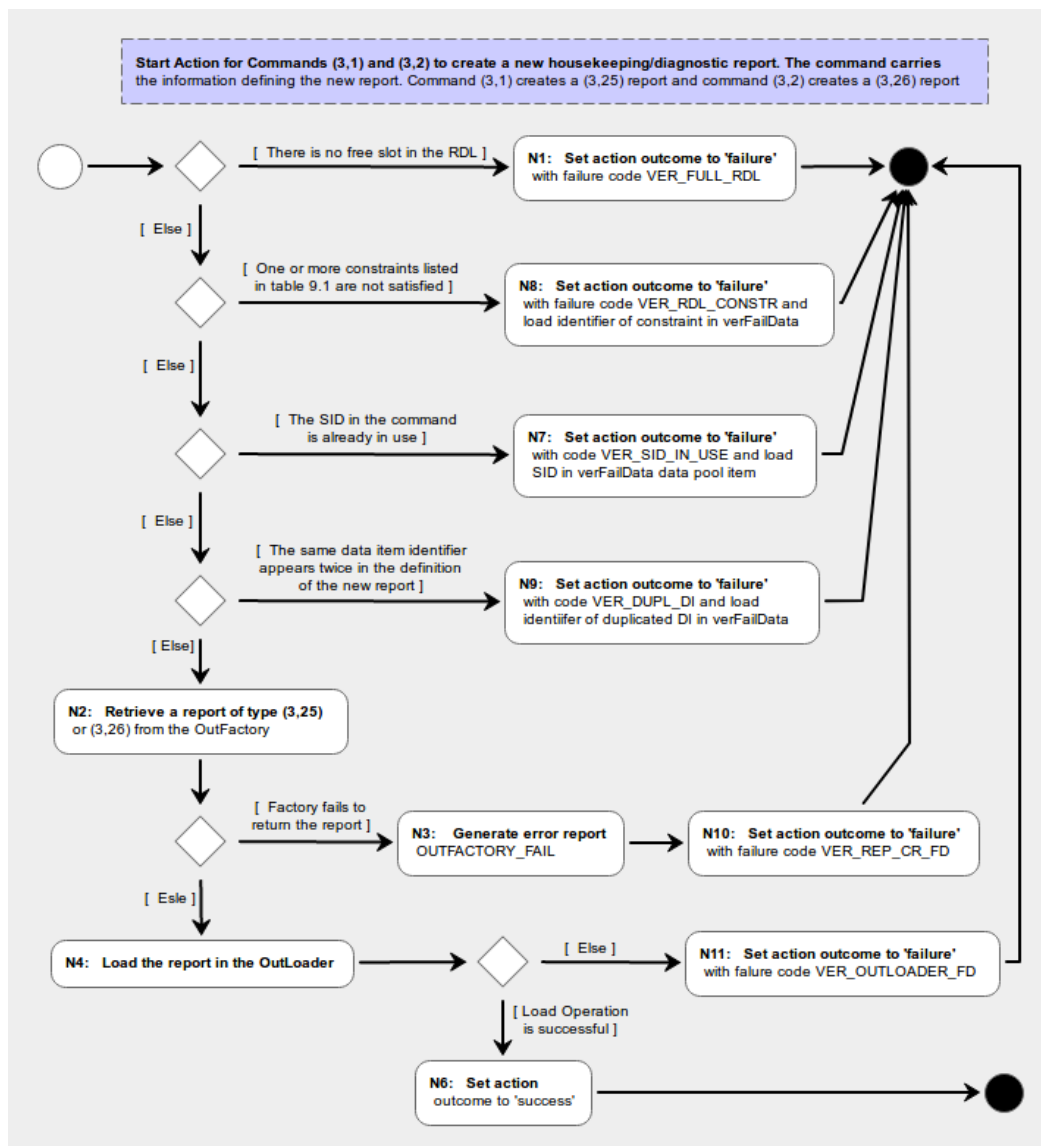 Start Action for Commands (3,1) and (3,2) to create a new housekeeping/diagnostic report. The command carries
the information defining the new report. Command (3,1) creates a (3,25) report and command (3,2) creates a (3,26) report
[ There is no free slot in the RDL ]
N1: Set action outcome to 'failure'
with failure code VER_FULL_RDL
[ Else ]
[ One or more constraints listed
in table 9.1 are not satisfied ]
N8: Set action outcome to 'failure'
with failure code VER_RDL_CONSTR and
load identifier of constraint in verFailData
[ Else ]
[ The SID in the command
is already in use ]
N7: Set action outcome to 'failure'
with code VER_SID_IN_USE and load
SID in verFailData data pool item
[ Else ]
[ The same data item identifier
appears twice in the definition
of the new report ]
N9: Set action outcome to 'failure'
with code VER_DUPL_DI and load
identiifer of duplicated DI in verFailData
[ Else]
N2: Retrieve a report of type (3,25)
or (3,26) from the OutFactory
[ Factory fails to
return the report ]
N3: Generate error report
OUTFACTORY_FAIL
N10: Set action outcome to 'failure'
with failure code VER_REP_CR_FD
[ Esle ]
N4: Load the report in the OutLoader
[ Else ]
N11: Set action outcome to 'failure'
with falure code VER_OUTLOADER_FD
[ Load Operation
is successful ]
N6: Set action
outcome to 'success'